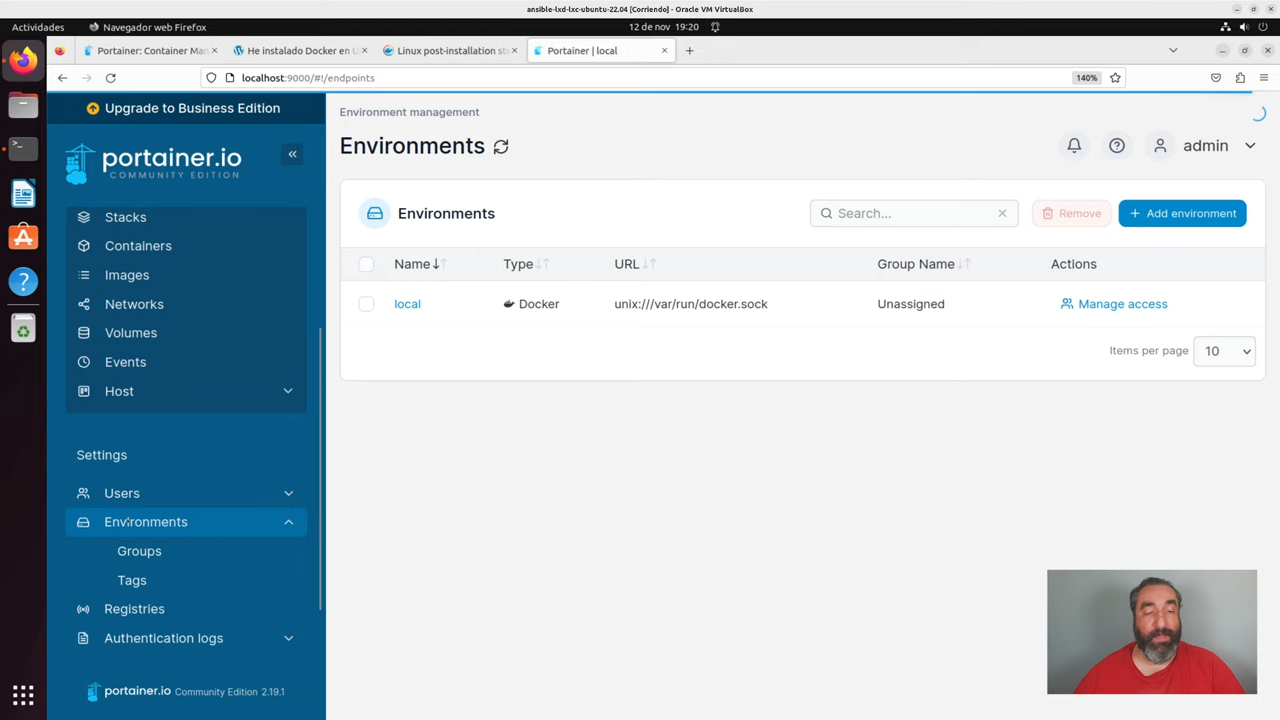 ansible-lxd-lxc-ubuntu-22.04 [Corriendo] - Oracle VM VirtualBox
Actividades
Navegador web Firefox
12 de nov 19:20
Portainer: Container Man
He instalado Docker en U
Linux post-installation st
Portainer | local
localhost:9000/#!/endpoints
140%
Upgrade to Business Edition
portainer.io
COMMUNITY EDITION
Stacks
Containers
Images
Networks
Volumes
Events
Host
Settings
Users
Environments
Groups
Tags
Registries
Authentication logs
portainer.io Community Edition 2.19.1
Environment management
Environments
admin
Environments
Search...
Remove
Add environment
Name Type URL Group Name Actions
local Docker unix:///var/run/docker.sock Unassigned Manage access
Items per page 10